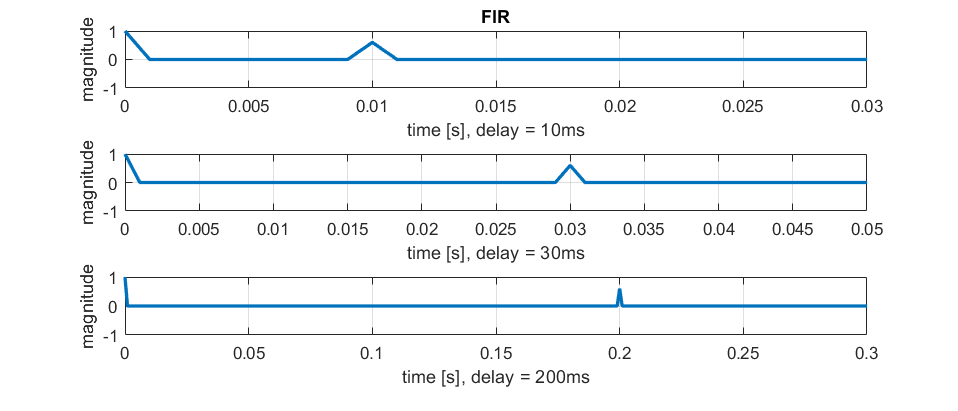 FIR
magnitude
1
0
-1
0 0.005 0.01 0.015 0.02 0.025 0.03
time [s], delay = 10ms
magnitude
1
0
-1
0 0.005 0.01 0.015 0.02 0.025 0.03 0.035 0.04 0.045 0.05
time [s], delay = 30ms
magnitude
1
0
-1
0 0.05 0.1 0.15 0.2 0.25 0.3
time [s], delay = 200ms